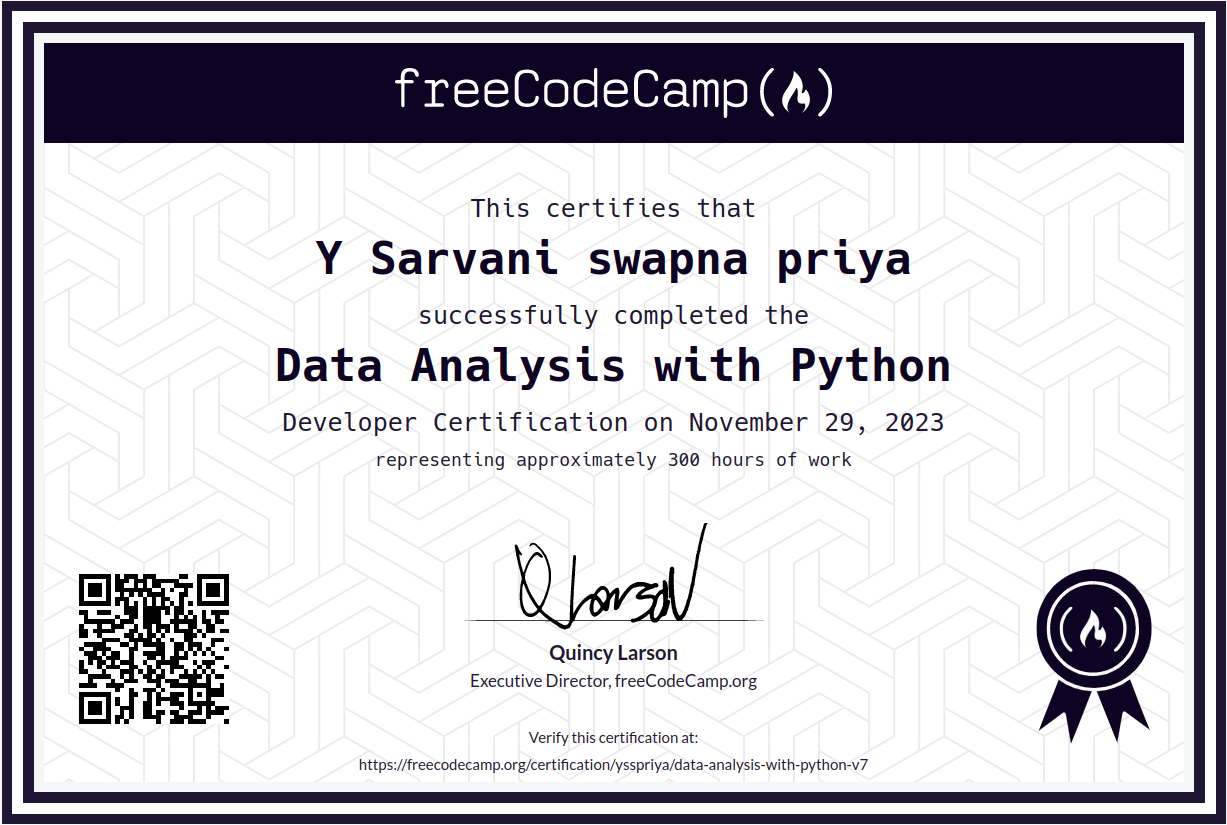 freeCodeCamp
This certifies that
Y Sarvani swapna priya
successfully completed the
Data Analysis with Python
Developer Certification on November 29, 2023
representing approximately 300 hours of work
Quincy Larson
Executive Director, freeCodeCamp.org
Verify this certification at:
https://freecodecamp.org/certification/ysspriya/data-analysis-with-python-v7